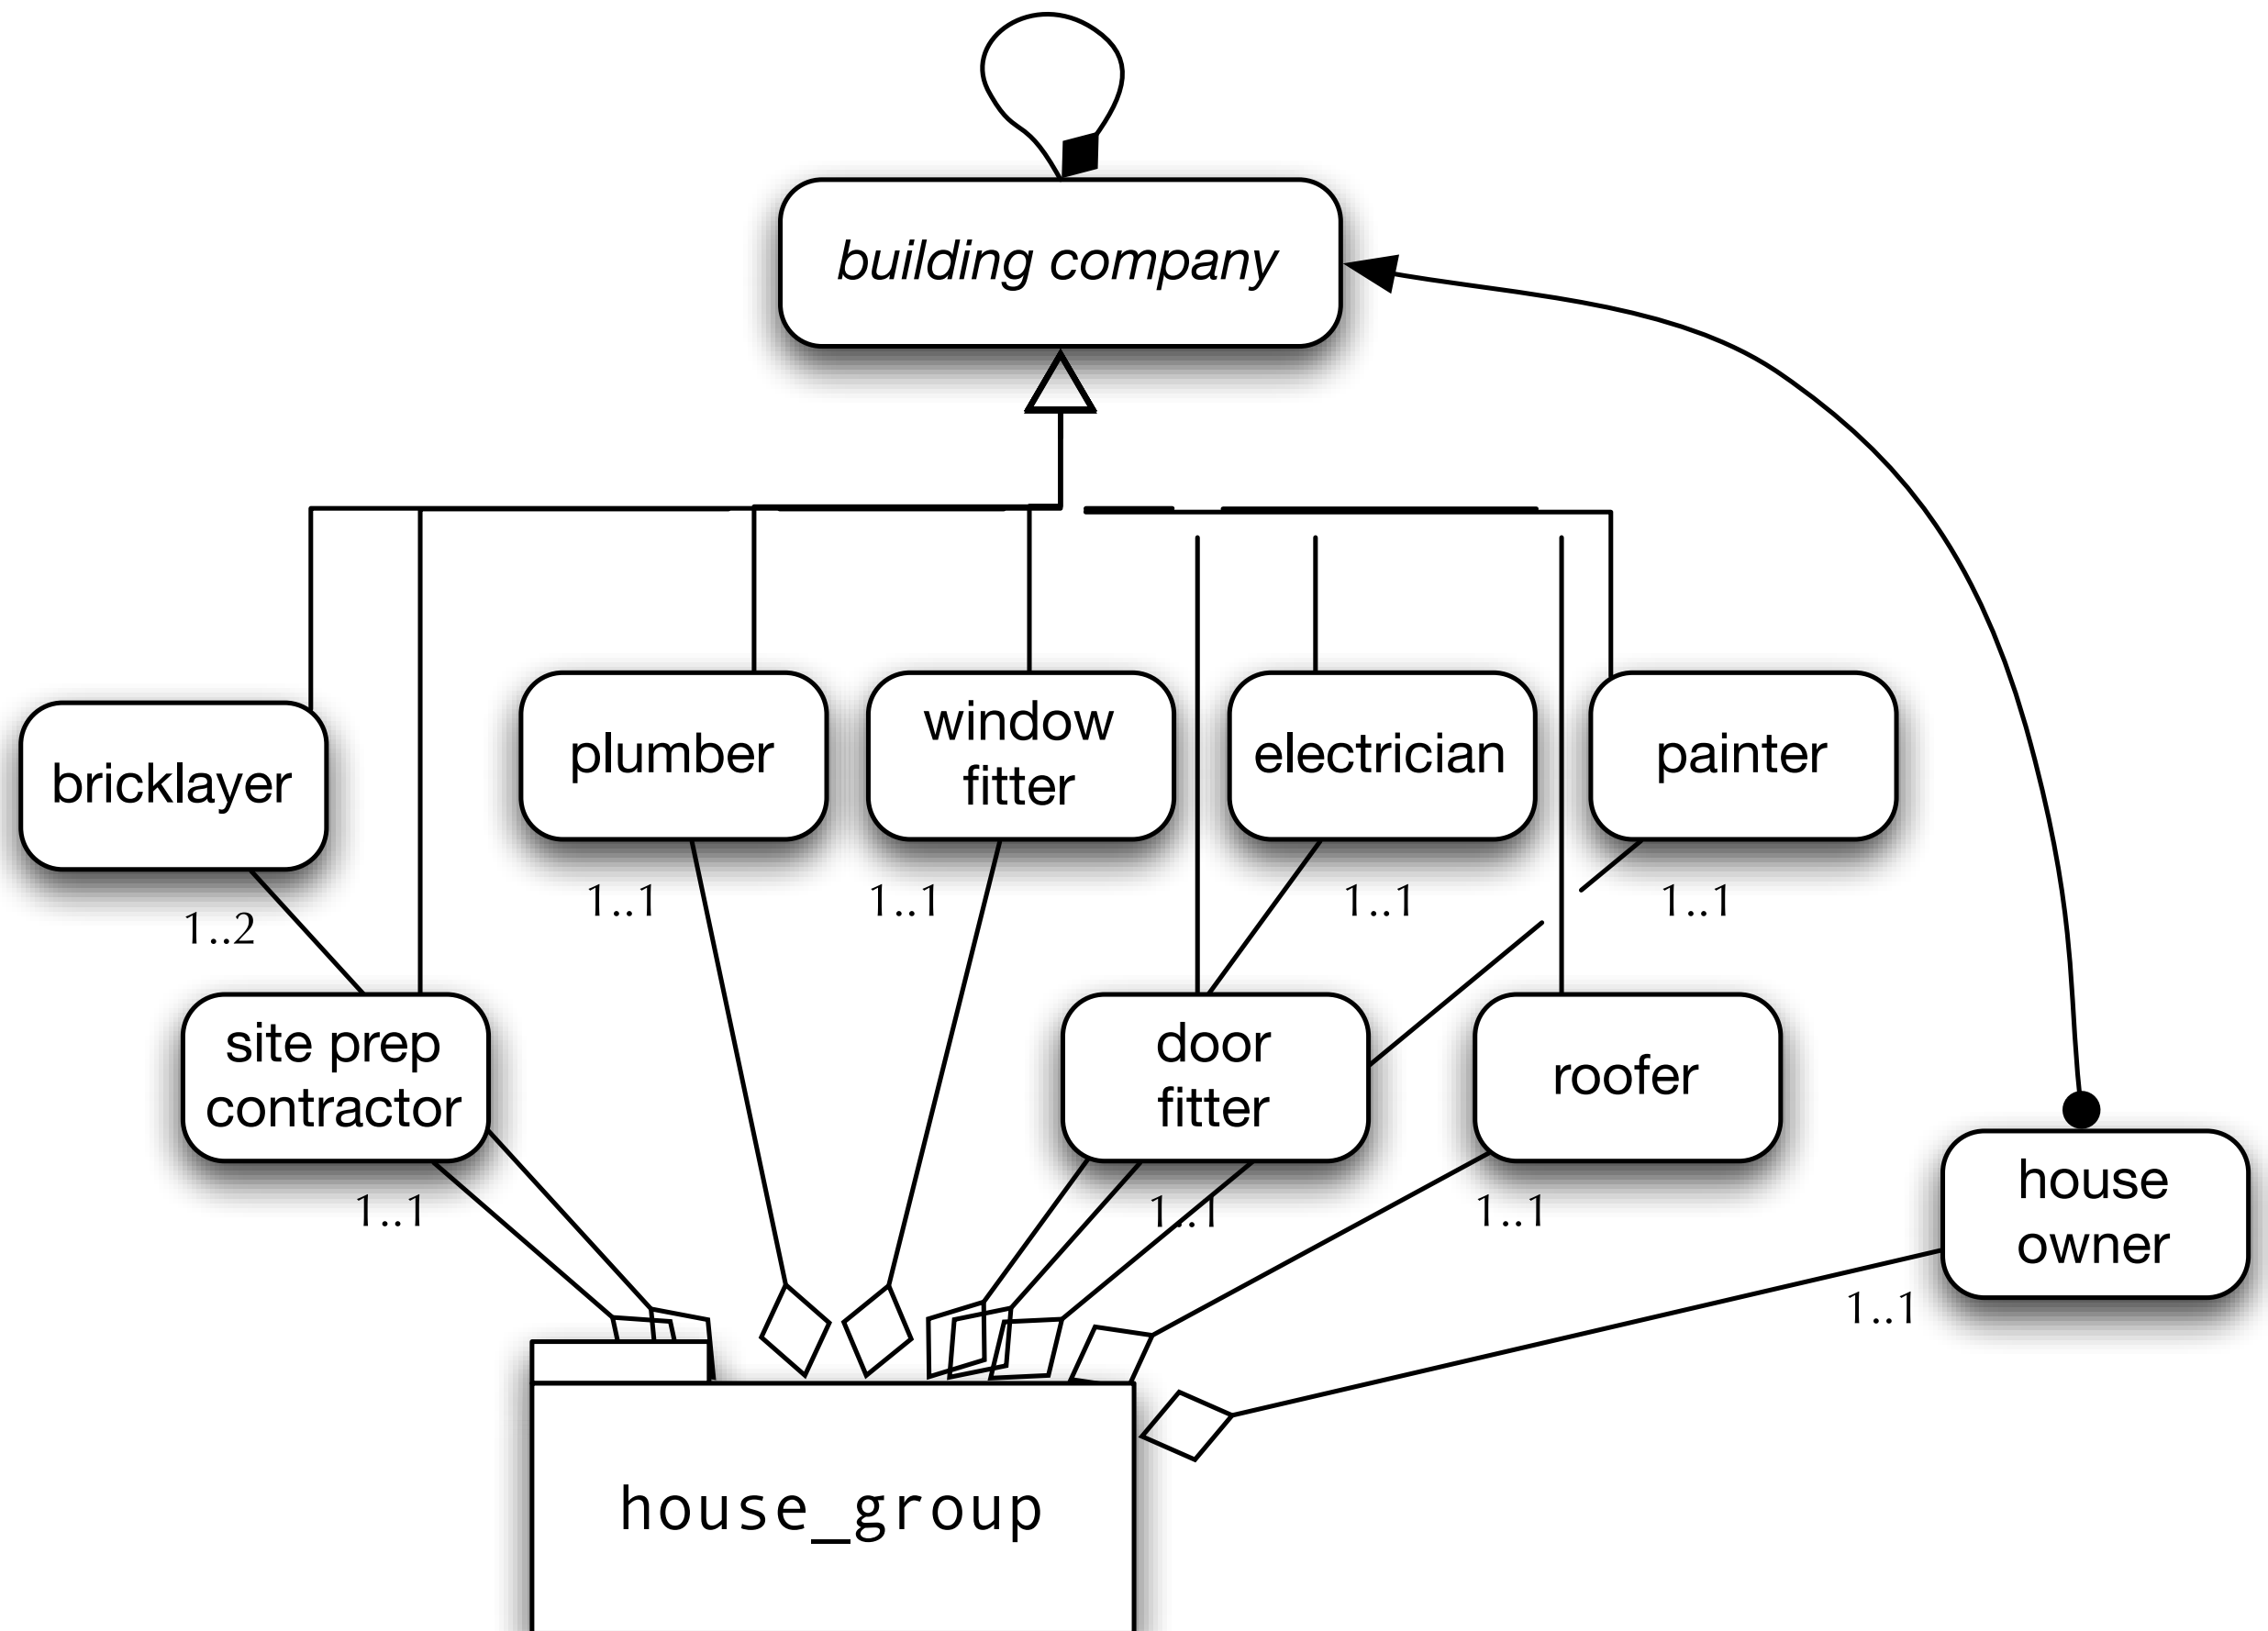 building company
bricklayer
plumber
window
fitter
electrician
painter
1..2
1..1
1..1
1..1
1..1
site prep
contractor
door
fitter
roofer
house
owner
1..1
1..1
1..1
1..1
house_group